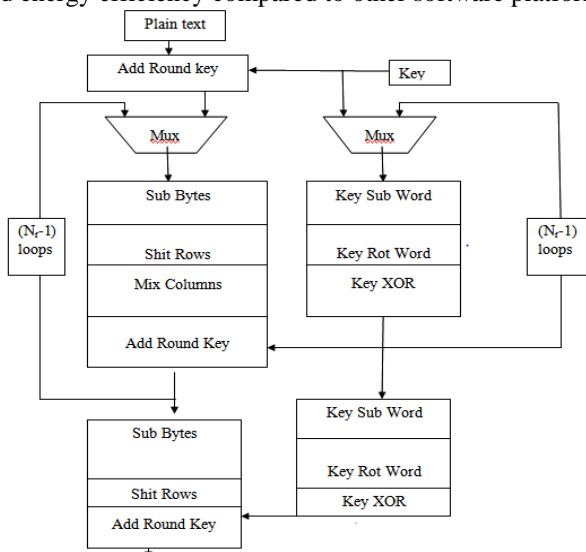 d energy efficiency compared to other software platfor
Plain text
Add Round key
Key
Mux
Mux
Sub Bytes
Shit Rows
Mix Columns
Add Round Key
Key Sub Word
Key Rot Word
Key XOR
(Nr-1)
loops
(Nr-1)
loops
Sub Bytes
Shit Rows
Add Round Key
Key Sub Word
Key Rot Word
Key XOR